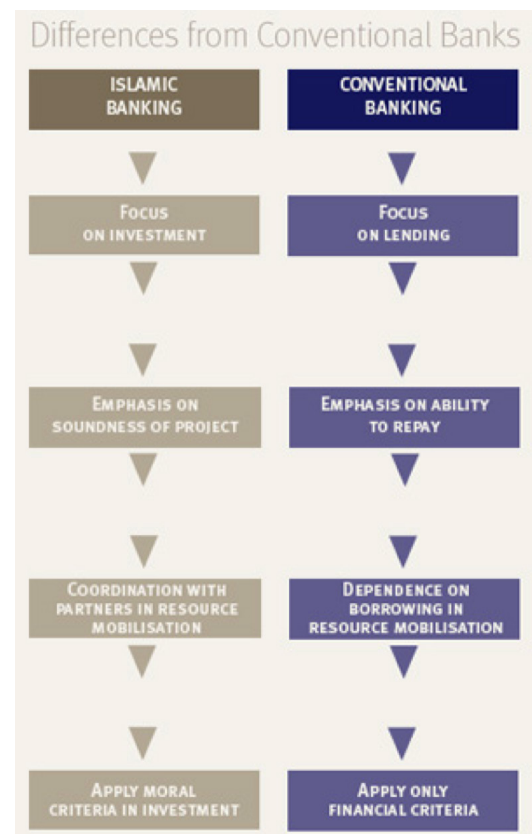 Differences from Conventional Banks
ISLAMIC
BANKING
CONVENTIONAL
BANKING
FOCUS
ON INVESTMENT
FOCUS
ON LENDING
EMPHASIS ON
SOUNDNESS OF PROJECT
EMPHASIS ON ABILITY
TO REPAY
COORDINATION WITH
PARTNERS IN RESOURCE
MOBILISATION
DEPENDENCE ON
BORROWING IN
RESOURCE MOBILISATION
APPLY MORAL
CRITERIA IN INVESTMENT
APPLY ONLY
FINANCIAL CRITERIA